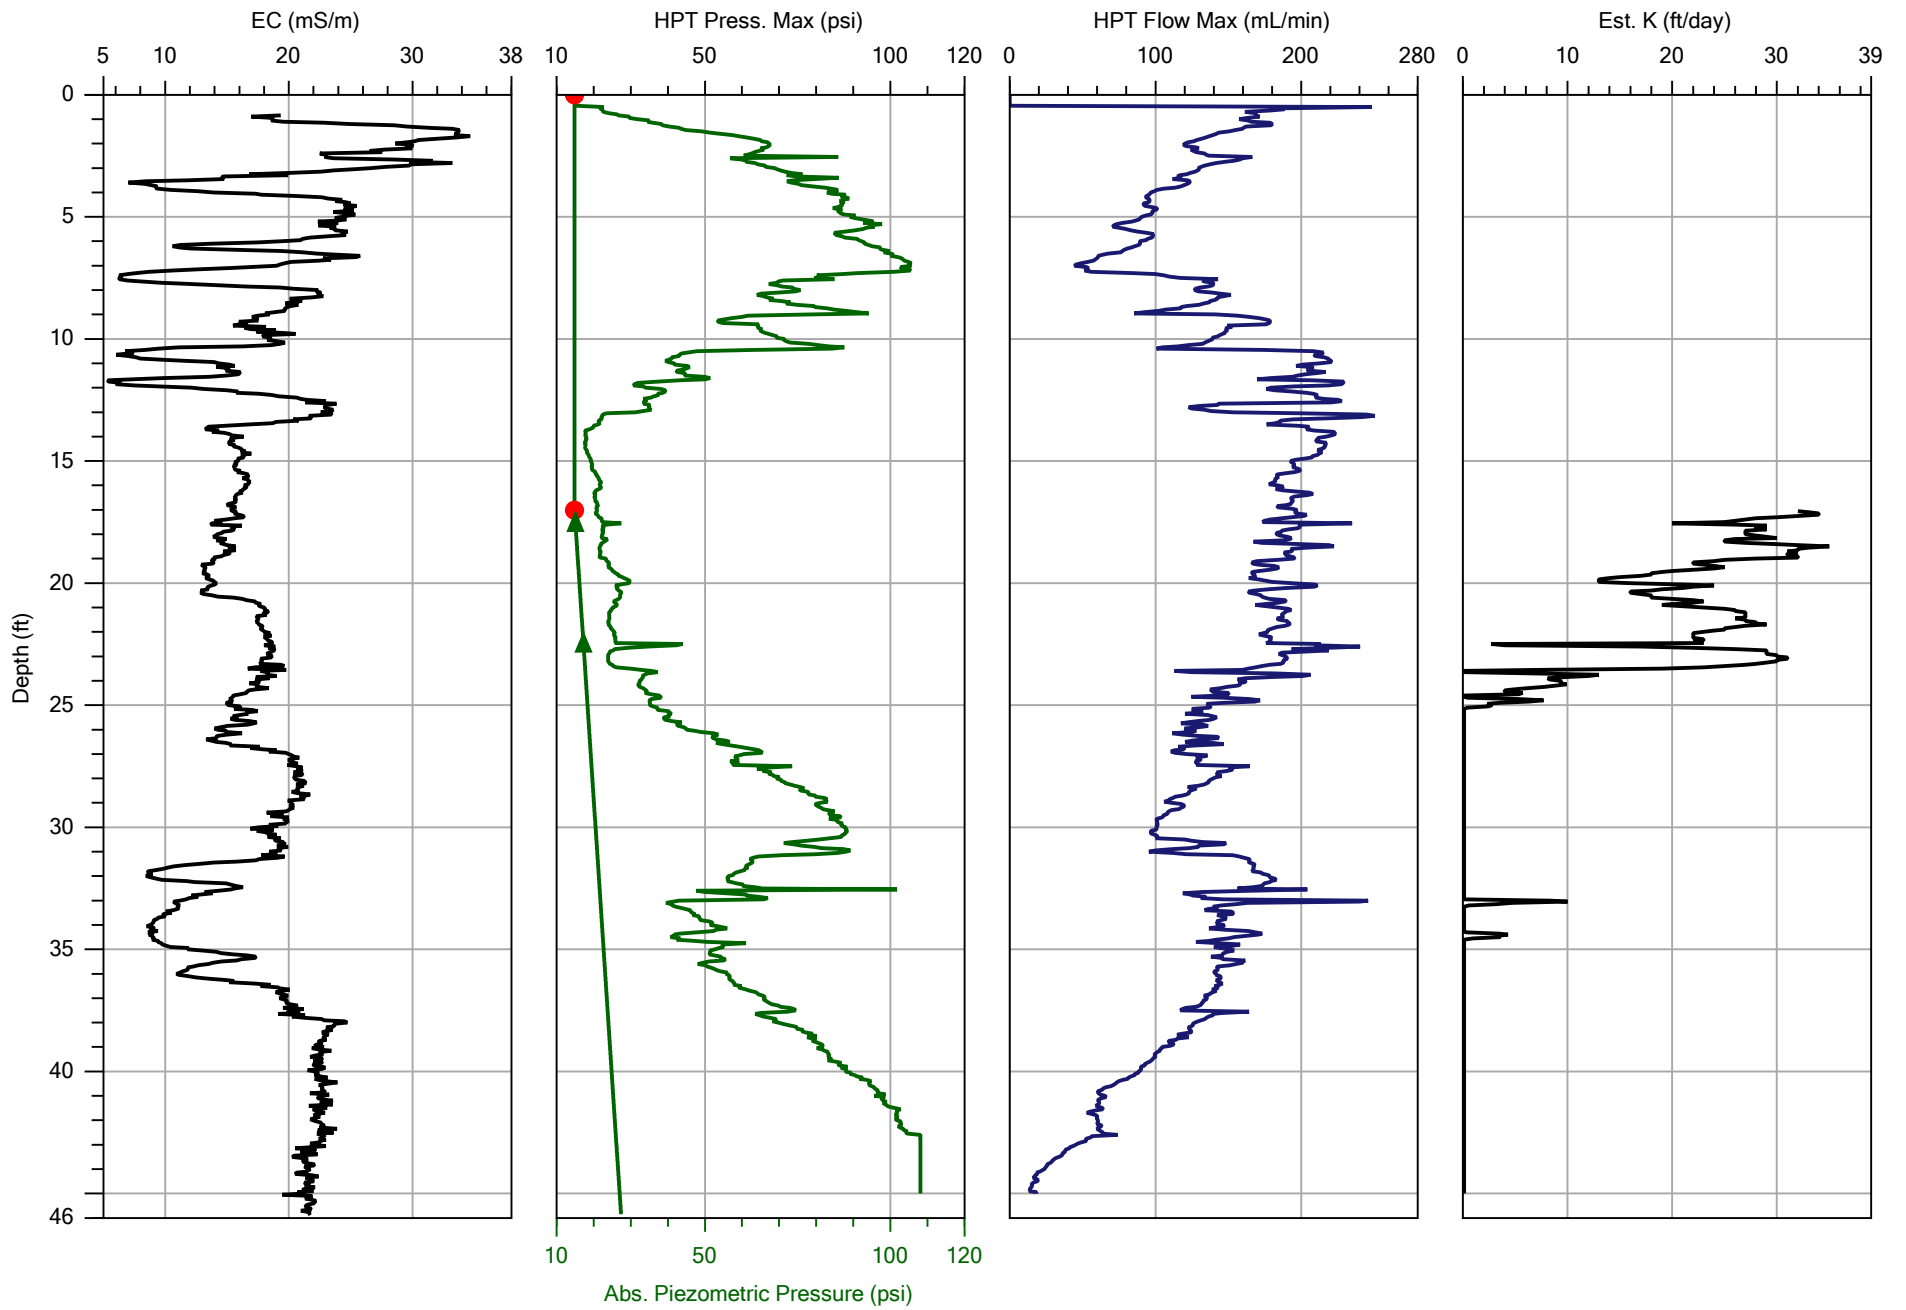 EC (mS/m) HPT Press. Max (psi) HPT Flow Max (mL/min) Est. K (ft/day)
5 10 20 30 38 10 50 100 120 0 100 200 280 0 10 20 30 39
0
5
10
15
20
25
30
35
40
46
Depth (ft)
10 50 100 120
Abs. Piezometric Pressure (psi)